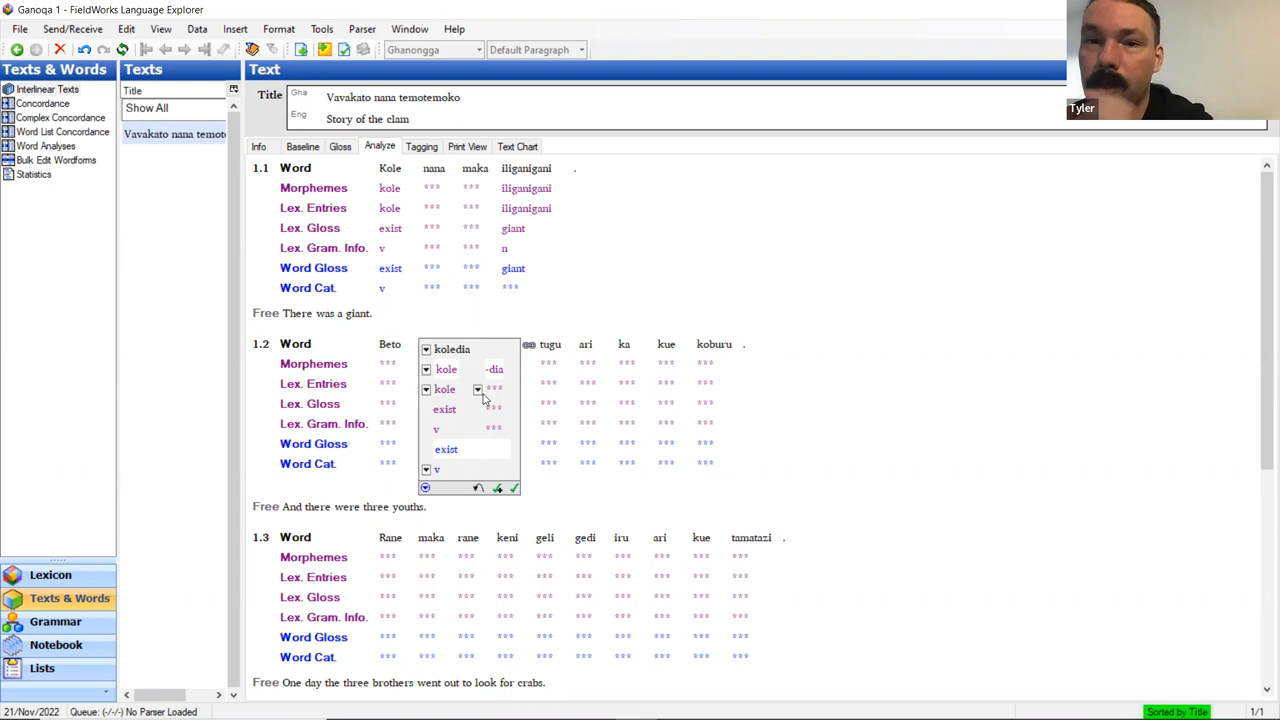 Ganoqa 1 - FieldWorks Language Explorer
File Send/Receive Edit View Data Insert Format Tools Parser Window Help
Ghanongga Default Paragraph
Texts & Words Texts Text
Interlinear Texts
Concordance
Complex Concordance
Word List Concordance
Word Analyses
Bulk Edit Wordforms
Statistics
Title
Show All
Vavakato nana temot
Title Gha Vavakato nana temotemoko
Eng Story of the clam
Tyler
Info Baseline Gloss Analyze Tagging Print View Text Chart
1.1 Word Kole nana maka iliganigani .
Morphemes kole *** *** iliganigani
Lex. Entries kole *** *** iliganigani
Lex. Gloss exist *** *** giant
Lex. Gram. Info. v *** *** n
Word Gloss exist *** *** giant
Word Cat. v *** *** ***
Free There was a giant.
1.2 Word Beto koledia tugu ari ka kue koburu .
Morphemes *** kole -dia *** *** *** *** ***
Lex. Entries *** kole *** *** *** *** *** ***
Lex. Gloss *** exist *** *** *** *** *** ***
Lex. Gram. Info. *** v *** *** *** *** *** ***
Word Gloss *** exist *** *** *** *** ***
Word Cat. *** v *** *** *** *** ***
Free And there were three youths.
1.3 Word Rane maka rane keni geli gedi iru ari kue tamatazi .
Morphemes *** *** *** *** *** *** *** *** *** ***
Lex. Entries *** *** *** *** *** *** *** *** *** ***
Lex. Gloss *** *** *** *** *** *** *** *** *** ***
Lex. Gram. Info. *** *** *** *** *** *** *** *** *** ***
Word Gloss *** *** *** *** *** *** *** *** *** ***
Word Cat. *** *** *** *** *** *** *** *** *** ***
Free One day the three brothers went out to look for crabs.
Lexicon
Texts & Words
Grammar
Notebook
Lists
21/Nov/2022 Queue: (-/-/-) No Parser Loaded Sorted by Title 1/1